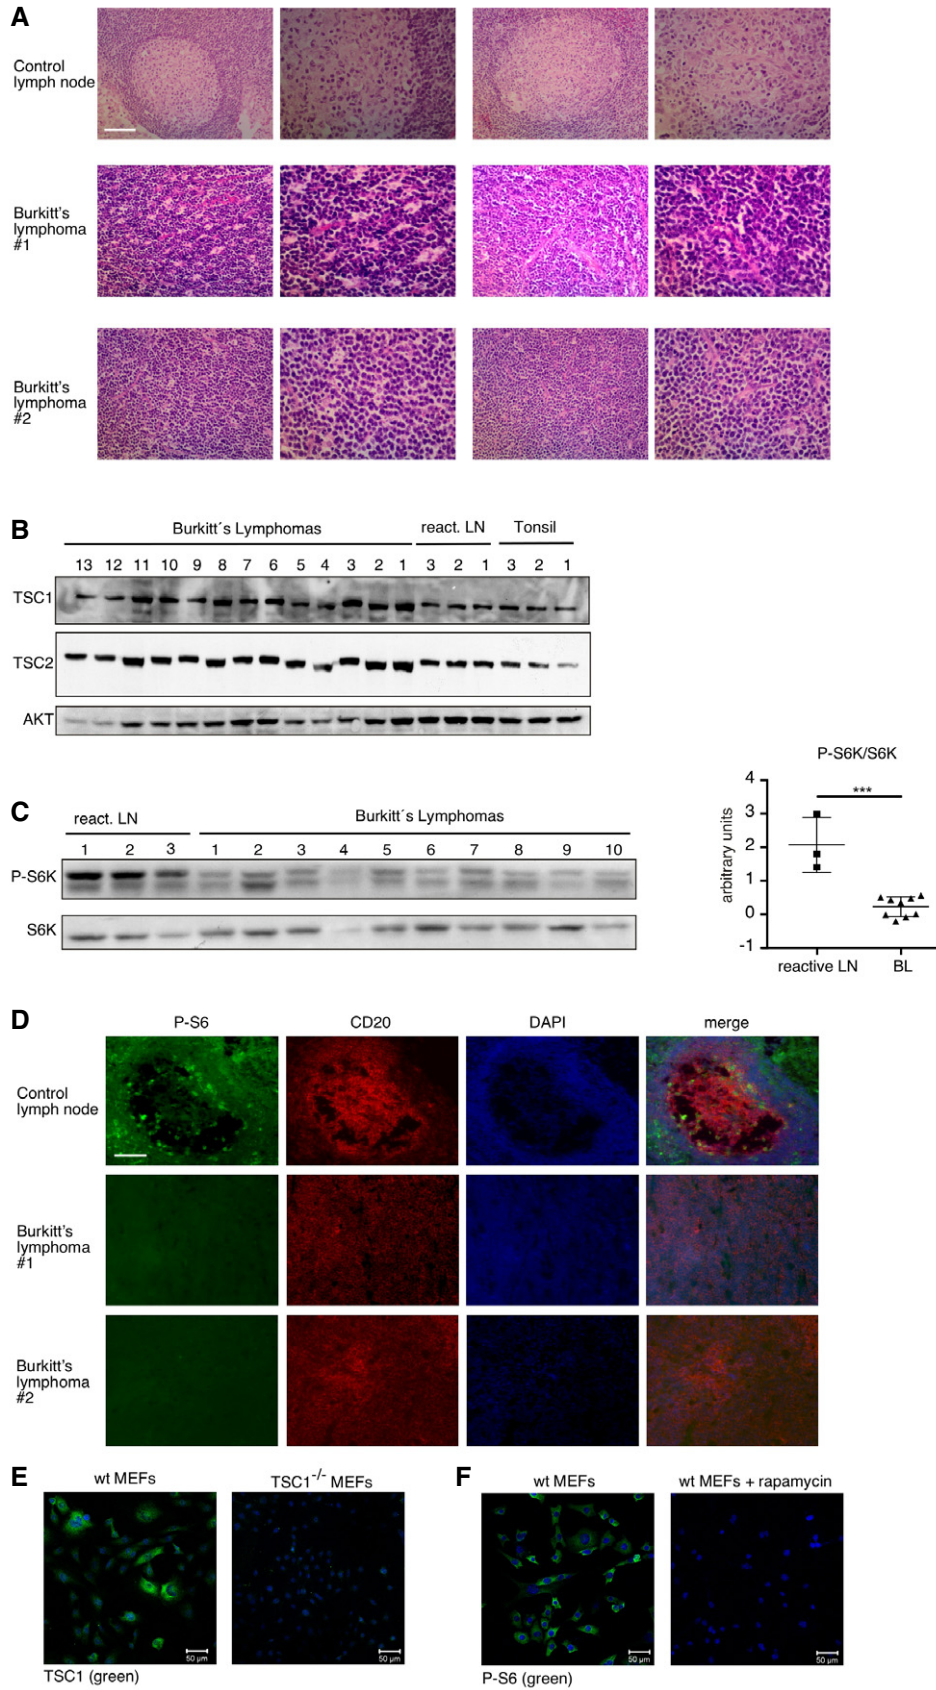 A
Control
lymph node
Burkitt's
lymphoma
#1
Burkitt's
lymphoma
#2
B
Burkitt´s Lymphomas react. LN Tonsil
13 12 11 10 9 8 7 6 5 4 3 2 1 3 2 1 3 2 1
TSC1
TSC2
AKT
C
react. LN Burkitt´s Lymphomas
1 2 3 1 2 3 4 5 6 7 8 9 10
P-S6K
S6K
P-S6K/S6K
arbitrary units
4
3
2
1
0
-1
***
reactive LN BL
D
P-S6 CD20 DAPI merge
Control
lymph node
Burkitt's
lymphoma
#1
Burkitt's
lymphoma
#2
E
wt MEFs TSC1-/- MEFs
50 µm 50 µm
TSC1 (green)
F
wt MEFs wt MEFs + rapamycin
50 µm 50 µm
P-S6 (green)